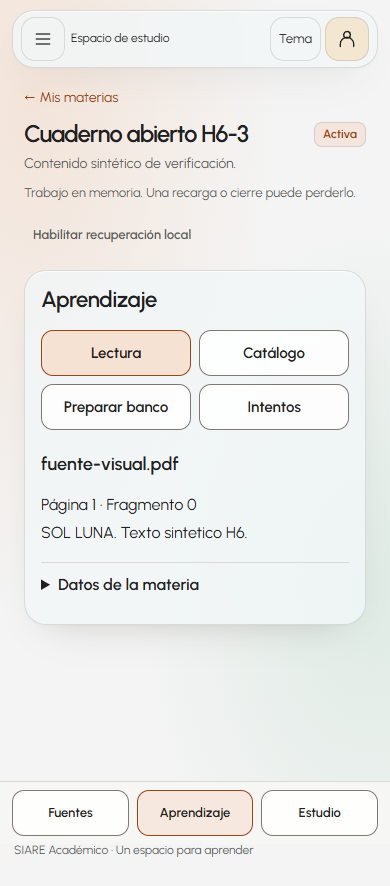 Espacio de estudio
Tema
← Mis materias
Cuaderno abierto H6-3
Activa
Contenido sintético de verificación.
Trabajo en memoria. Una recarga o cierre puede perderlo.
Habilitar recuperación local
Aprendizaje
Lectura
Catálogo
Preparar banco
Intentos
fuente-visual.pdf
Página 1 · Fragmento 0
SOL LUNA. Texto sintetico H6.
▶ Datos de la materia
Fuentes
Aprendizaje
Estudio
SIARE Académico · Un espacio para aprender